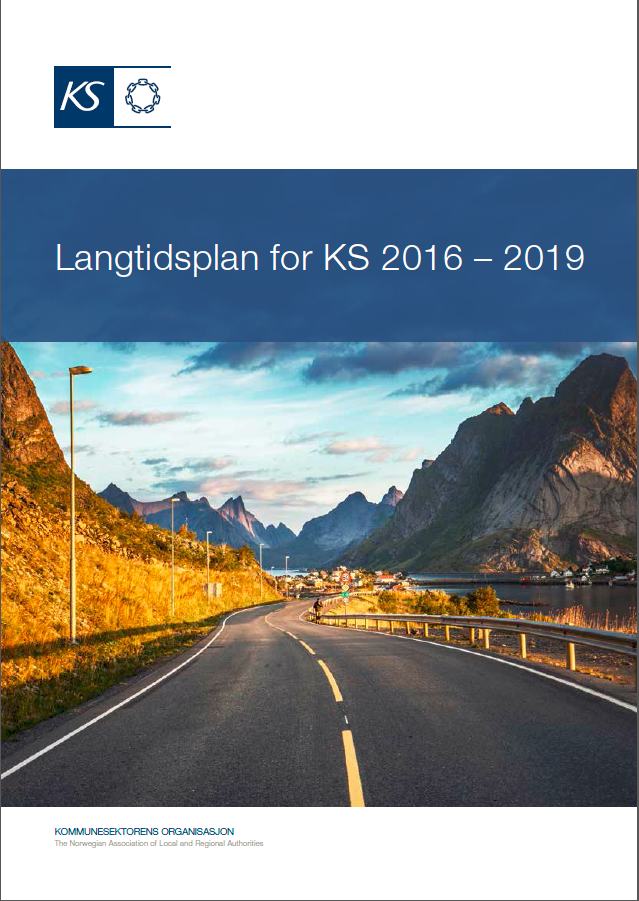 KS
Langtidsplan for KS 2016 – 2019
KOMMUNESEKTORENS ORGANISASJON
The Norwegian Association of Local and Regional Authorities